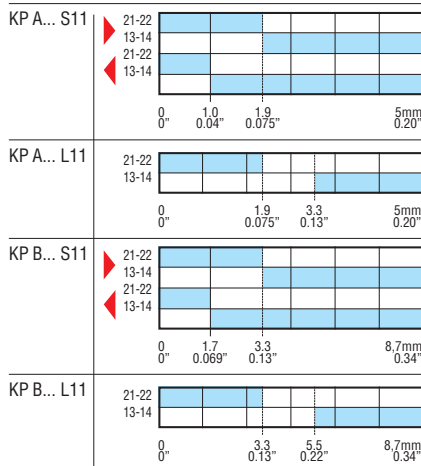 KP A... S11
21-22
13-14
21-22
13-14
0 1.0 1.9 5mm
0" 0.04" 0.075" 0.20"
KP A... L11
21-22
13-14
0 1.9 3.3 5mm
0" 0.075" 0.13" 0.20"
KP B... S11
21-22
13-14
21-22
13-14
0 1.7 3.3 8,7mm
0" 0.069" 0.13" 0.34"
KP B... L11
21-22
13-14
0 3.3 5.5 8,7mm
0" 0.13" 0.22" 0.34"